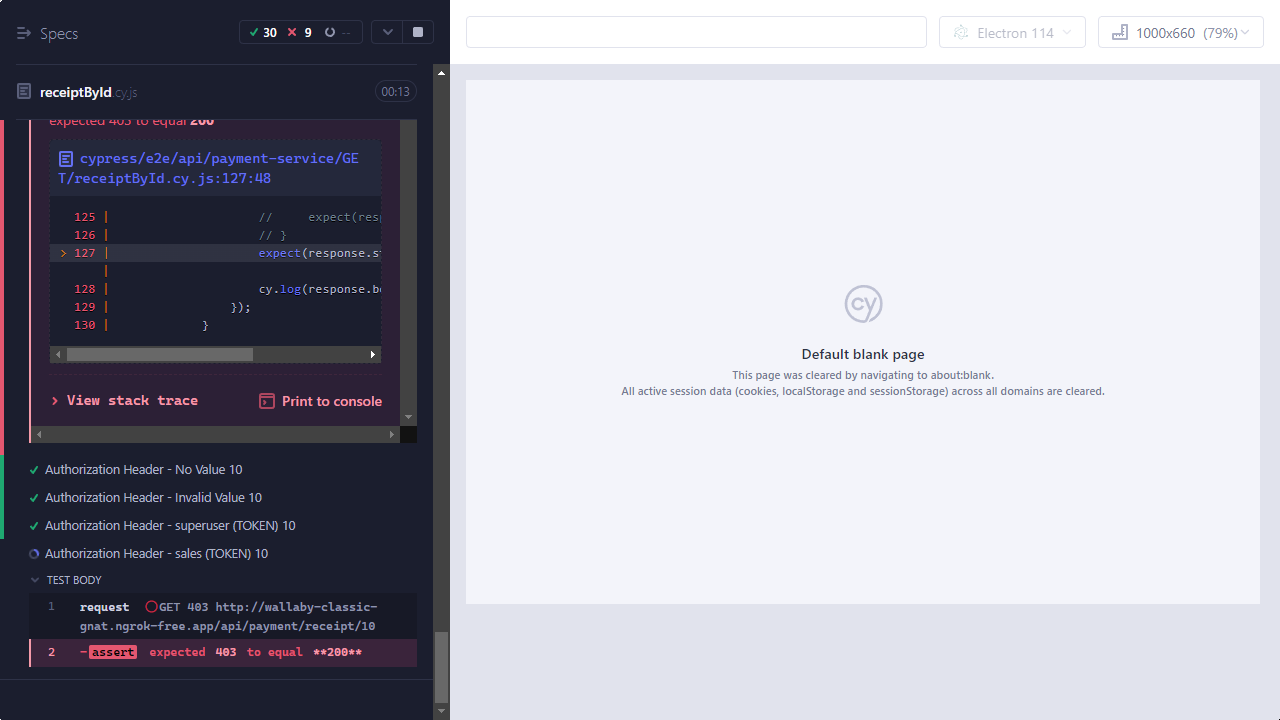 Specs
30 9 --
Electron 114
1000x660 (79%)
receiptById.cy.js
00:13
expected 403 to equal 200
cypress/e2e/api/payment-service/GE
T/receiptById.cy.js:127:48
125 | // expect(resp
126 | // }
> 127 | expect(response.st
|
128 | cy.log(response.bo
129 | });
130 | }
> View stack trace
Print to console
Authorization Header - No Value 10
Authorization Header - Invalid Value 10
Authorization Header - superuser (TOKEN) 10
Authorization Header - sales (TOKEN) 10
TEST BODY
1 request GET 403 http://wallaby-classic-
gnat.ngrok-free.app/api/payment/receipt/10
2 -assert expected 403 to equal **200**
cy
Default blank page
This page was cleared by navigating to about:blank.
All active session data (cookies, localStorage and sessionStorage) across all domains are cleared.